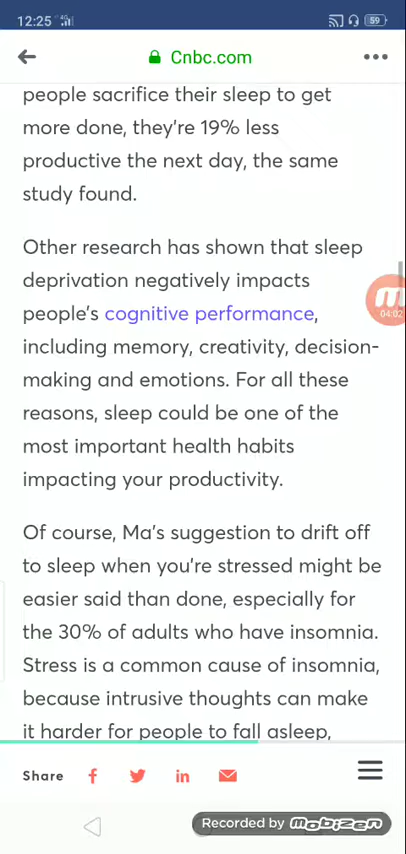 12:25 4G 59
Cnbc.com
people sacrifice their sleep to get
more done, they're 19% less
productive the next day, the same
study found.
Other research has shown that sleep
deprivation negatively impacts
people's cognitive performance,
including memory, creativity, decision-
making and emotions. For all these
reasons, sleep could be one of the
most important health habits
impacting your productivity.
Of course, Ma's suggestion to drift off
to sleep when you're stressed might be
easier said than done, especially for
the 30% of adults who have insomnia.
Stress is a common cause of insomnia,
because intrusive thoughts can make
it harder for people to fall asleep,
m
04:02
Share f in
Recorded by mobizen